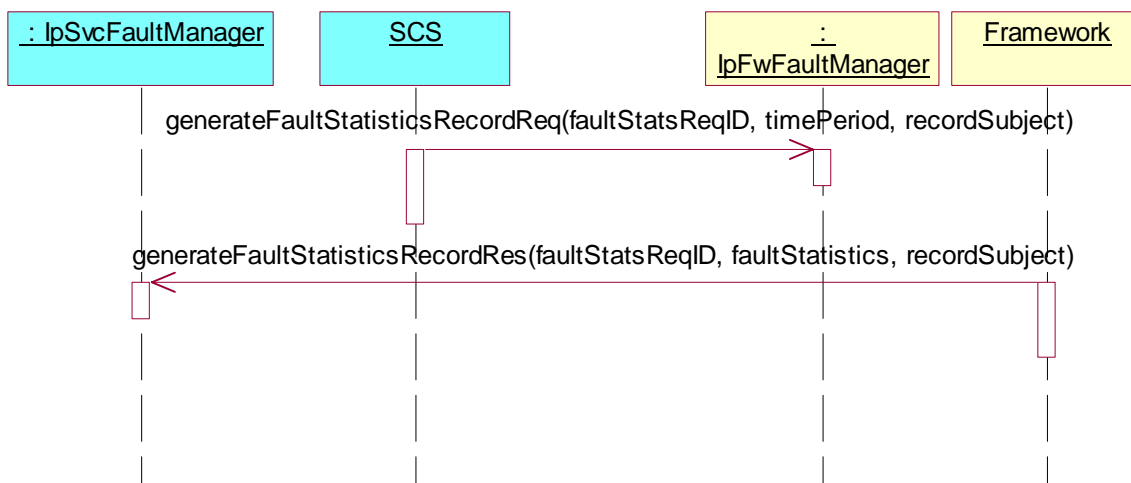 : IpSvcFaultManager
SCS
:
IpFwFaultManager
Framework
generateFaultStatisticsRecordReq(faultStatsReqID, timePeriod, recordSubject)
generateFaultStatisticsRecordRes(faultStatsReqID, faultStatistics, recordSubject)